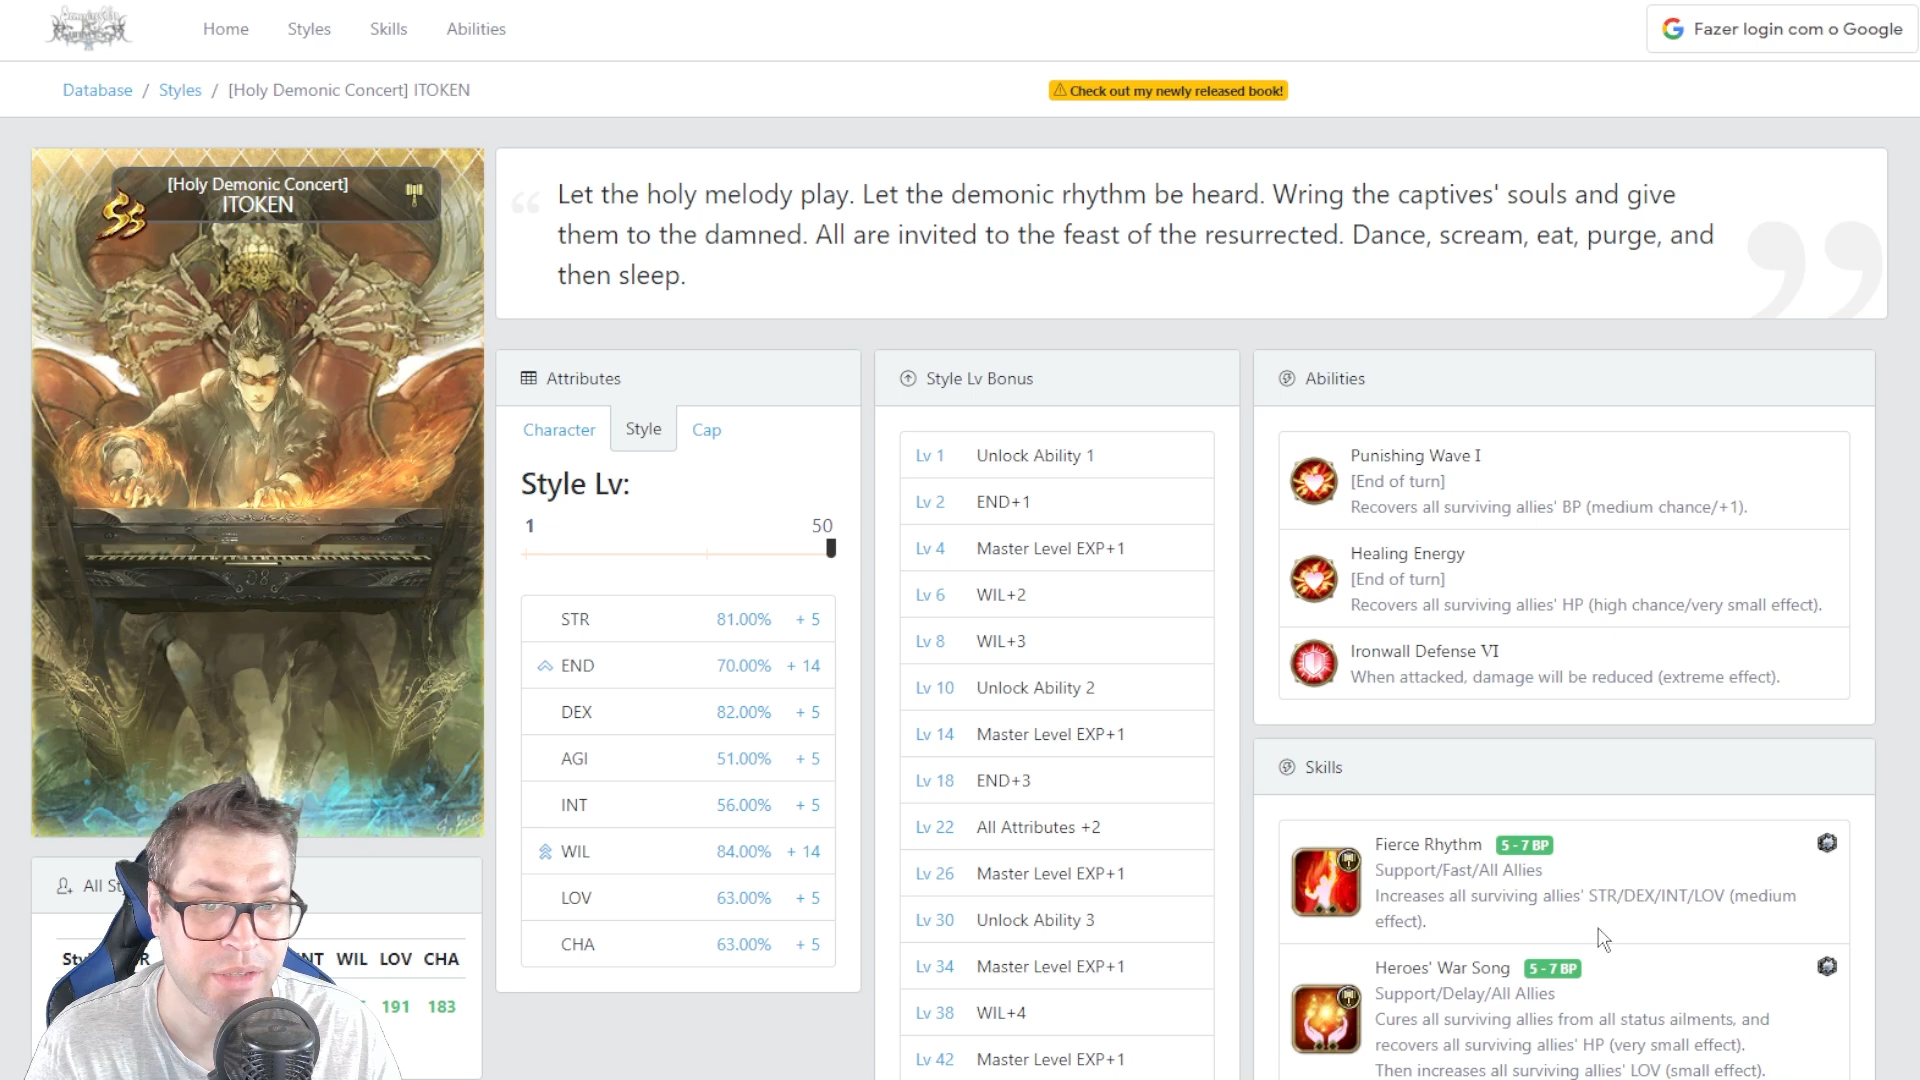 Home Styles Skills Abilities
Fazer login com o Google
Database / Styles / [Holy Demonic Concert] ITOKEN
Check out my newly released book!
[Holy Demonic Concert]
ITOKEN
SS
Let the holy melody play. Let the demonic rhythm be heard. Wring the captives' souls and give
them to the damned. All are invited to the feast of the resurrected. Dance, scream, eat, purge, and
then sleep.
Attributes
Character Style Cap
Style Lv:
1 50
STR 81.00% + 5
END 70.00% + 14
DEX 82.00% + 5
AGI 51.00% + 5
INT 56.00% + 5
WIL 84.00% + 14
LOV 63.00% + 5
CHA 63.00% + 5
Style Lv Bonus
Lv 1 Unlock Ability 1
Lv 2 END+1
Lv 4 Master Level EXP+1
Lv 6 WIL+2
Lv 8 WIL+3
Lv 10 Unlock Ability 2
Lv 14 Master Level EXP+1
Lv 18 END+3
Lv 22 All Attributes +2
Lv 26 Master Level EXP+1
Lv 30 Unlock Ability 3
Lv 34 Master Level EXP+1
Lv 38 WIL+4
Lv 42 Master Level EXP+1
Abilities
Punishing Wave I
[End of turn]
Recovers all surviving allies' BP (medium chance/+1).
Healing Energy
[End of turn]
Recovers all surviving allies' HP (high chance/very small effect).
Ironwall Defense VI
When attacked, damage will be reduced (extreme effect).
Skills
Fierce Rhythm 5 - 7 BP
Support/Fast/All Allies
Increases all surviving allies' STR/DEX/INT/LOV (medium
effect).
Heroes' War Song 5 - 7 BP
Support/Delay/All Allies
Cures all surviving allies from all status ailments, and
recovers all surviving allies' HP (very small effect).
Then increases all surviving allies' LOV (small effect).
All
WIL LOV CHA
191 183